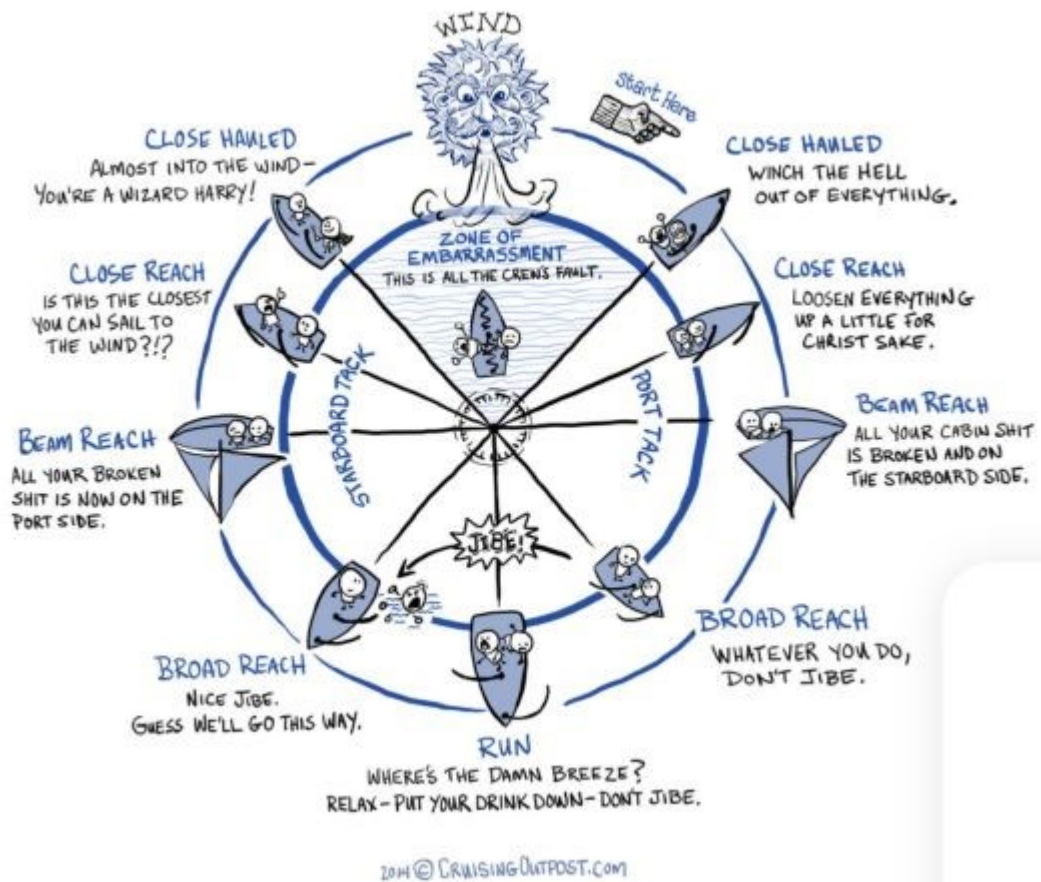 WIND
Start Here
CLOSE HAULED
ALMOST INTO THE WIND-
YOU'RE A WIZARD HARRY!
CLOSE HAULED
WINCH THE HELL
OUT OF EVERYTHING.
ZONE OF
EMBARRASSMENT
THIS IS ALL THE CREW'S FAULT.
CLOSE REACH
IS THIS THE CLOSEST
YOU CAN SAIL TO
THE WIND?!?
CLOSE REACH
LOOSEN EVERYTHING
UP A LITTLE FOR
CHRIST SAKE.
STARBOARD TACK
PORT TACK
BEAM REACH
ALL YOUR BROKEN
SHIT IS NOW ON THE
PORT SIDE.
BEAM REACH
ALL YOUR CABIN SHIT
IS BROKEN AND ON
THE STARBOARD SIDE.
JIBE!
BROAD REACH
NICE JIBE.
GUESS WE'LL GO THIS WAY.
BROAD REACH
WHATEVER YOU DO,
DON'T JIBE.
RUN
WHERE'S THE DAMN BREEZE?
RELAX-PUT YOUR DRINK DOWN-DON'T JIBE.
2014 © CRUISINGOUTPOST.COM